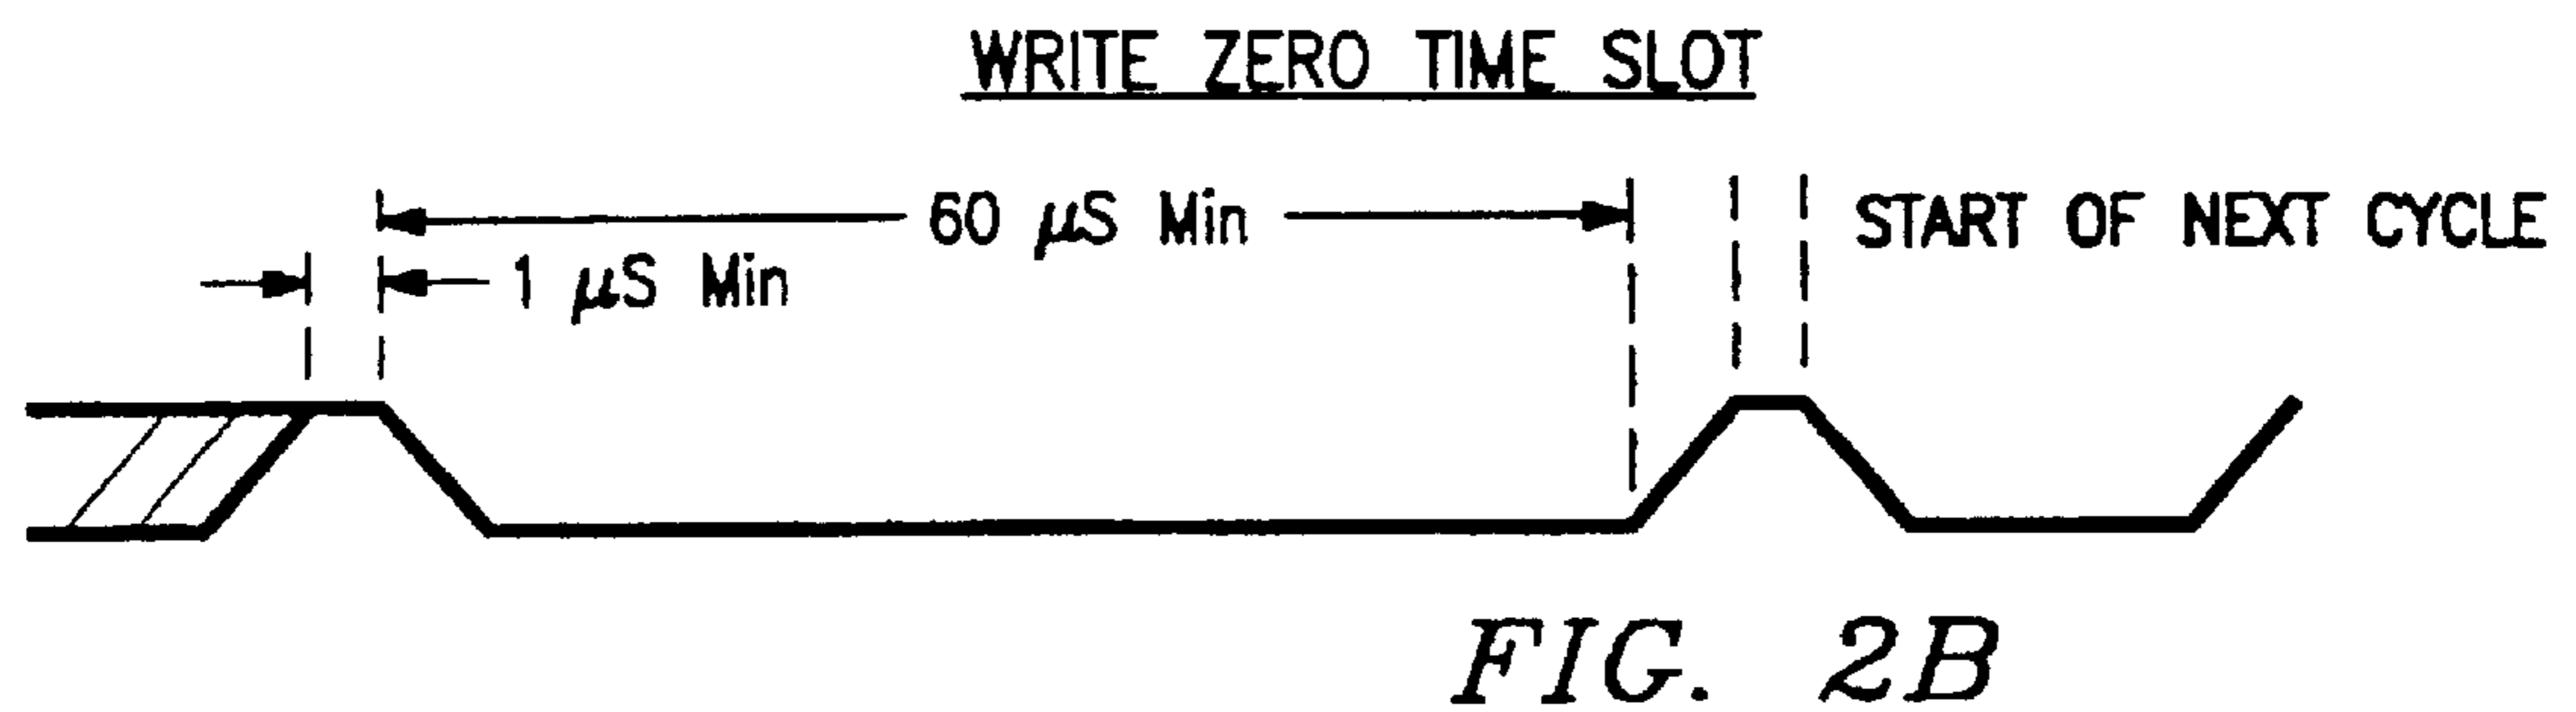 WRITE ZERO TIME SLOT
60 μS Min
START OF NEXT CYCLE
1 μS Min
FIG. 2B